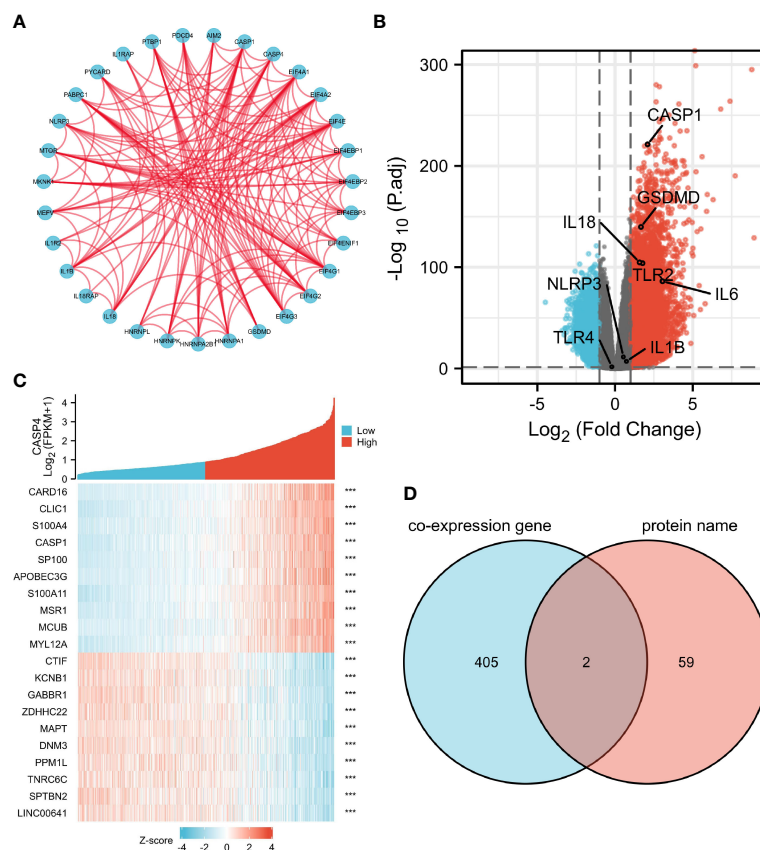 A
PDCD4
AIM2
CASP1
CASP4
EIF4A1
EIF4A2
EIF4E
EIF4EBP1
EIF4EBP2
EIF4EBP3
EIF4ENIF1
EIF4G1
EIF4G2
EIF4G3
GSDMD
HNRNPA1
HNRNPA2B1
HNRNPK
HNRNPL
IL18
IL18RAP
IL1B
IL1R2
MEFV
MKNK1
MTOR
NLRP3
PABPC1
PYCARD
IL1RAP
PTBP1
B
-Log 10 (P.adj)
300
200
100
0
-5 0 5
Log2 (Fold Change)
CASP1
GSDMD
IL18
TLR2
NLRP3
IL6
TLR4
IL1B
C
CASP4
Log2 (FPKM+1)
4
3
2
1
0
Low
High
CARD16 ***
CLIC1 ***
S100A4 ***
CASP1 ***
SP100 ***
APOBEC3G ***
S100A11 ***
MSR1 ***
MCUB ***
MYL12A ***
CTIF ***
KCNB1 ***
GABBR1 ***
ZDHHC22 ***
MAPT ***
DNM3 ***
PPM1L ***
TNRC6C ***
SPTBN2 ***
LINC00641 ***
Z-score
-4 -2 0 2 4
D
co-expression gene protein name
405 2 59